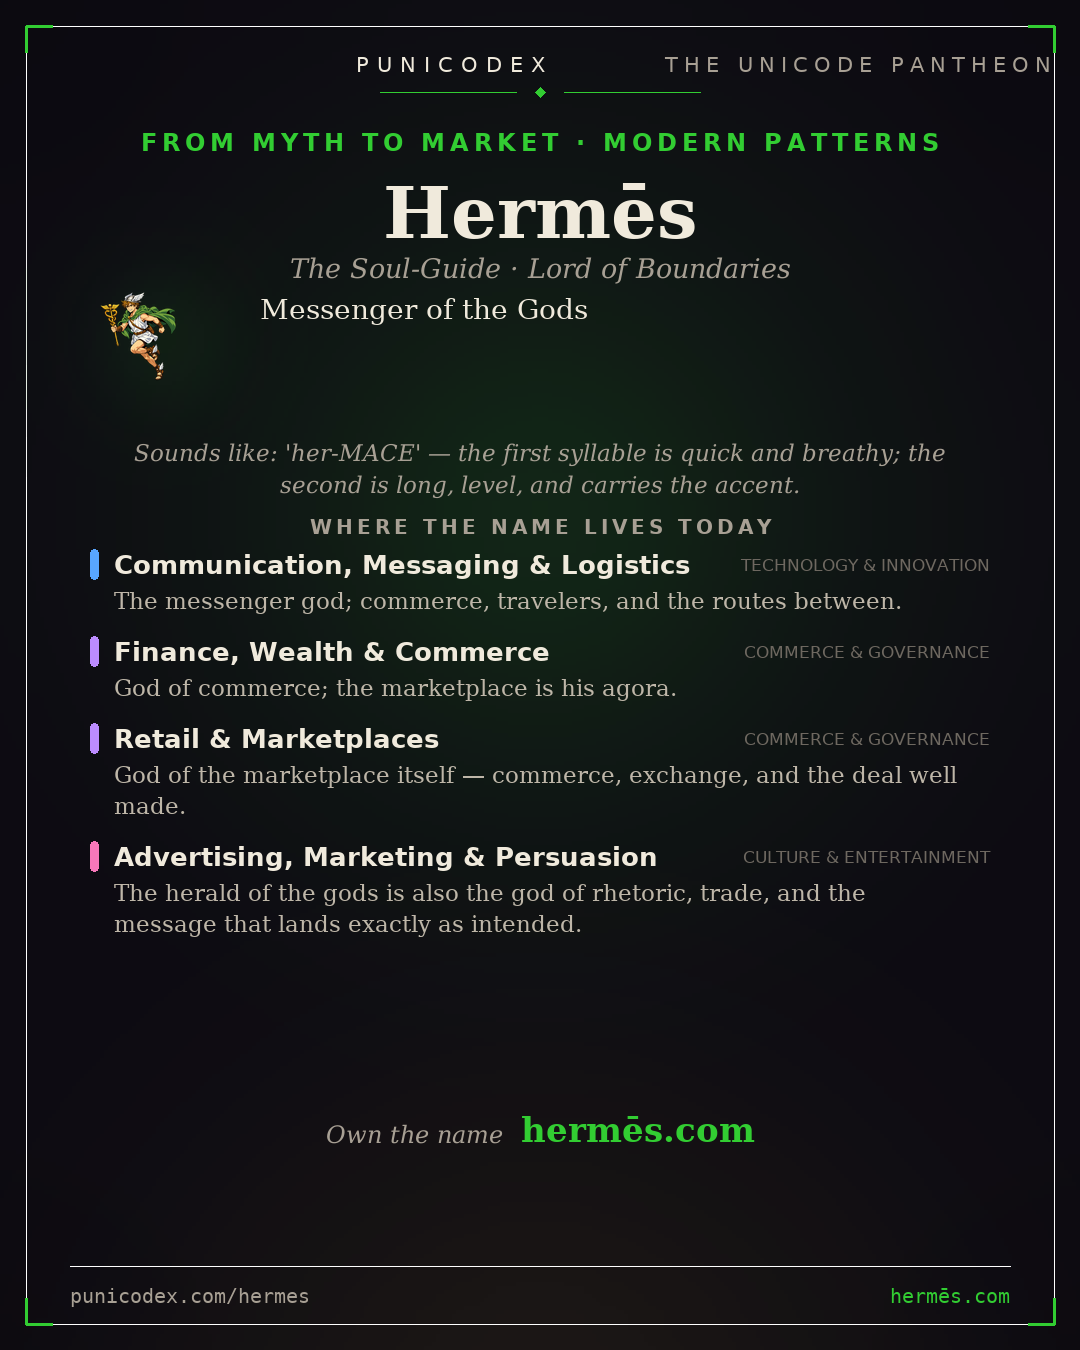 PUNICODEX THE UNICODE PANTHEON
FROM MYTH TO MARKET · MODERN PATTERNS
Hermēs
The Soul-Guide · Lord of Boundaries
Messenger of the Gods
Sounds like: 'her-MACE' — the first syllable is quick and breathy; the
second is long, level, and carries the accent.
WHERE THE NAME LIVES TODAY
Communication, Messaging & Logistics TECHNOLOGY & INNOVATION
The messenger god; commerce, travelers, and the routes between.
Finance, Wealth & Commerce COMMERCE & GOVERNANCE
God of commerce; the marketplace is his agora.
Retail & Marketplaces COMMERCE & GOVERNANCE
God of the marketplace itself — commerce, exchange, and the deal well
made.
Advertising, Marketing & Persuasion CULTURE & ENTERTAINMENT
The herald of the gods is also the god of rhetoric, trade, and the
message that lands exactly as intended.
Own the name hermēs.com
punicodex.com/hermes hermēs.com